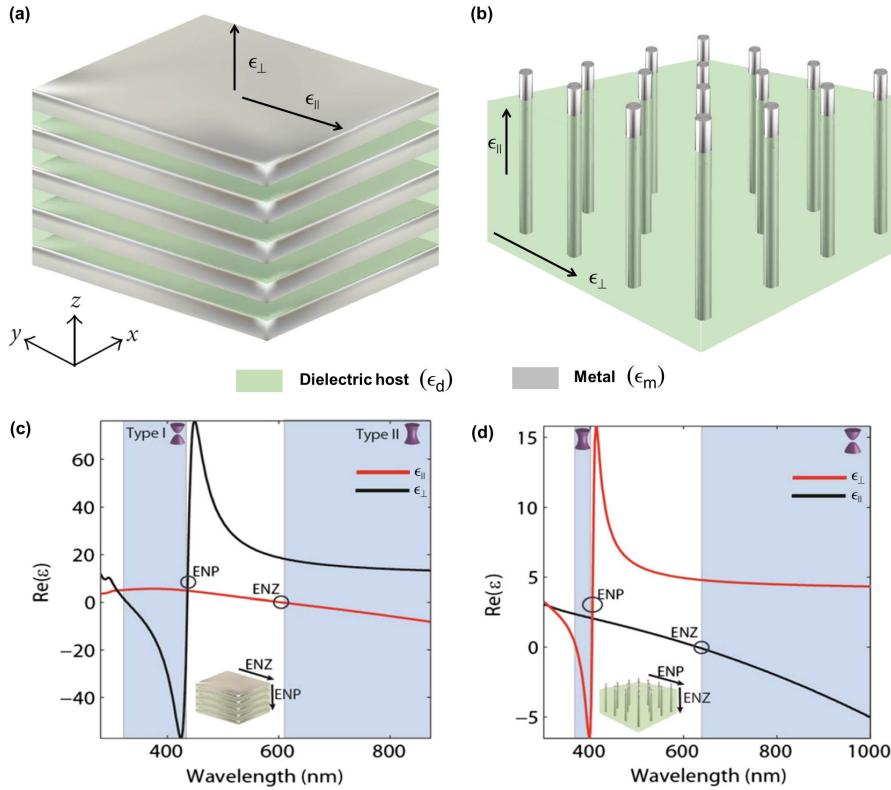 (a)
ϵ⊥
ϵ∥
z
y
x
(b)
ϵ∥
ϵ⊥
Dielectric host (ϵd)
Metal (ϵm)
(c)
Type I
Type II
ϵ∥
ϵ⊥
ENP
ENZ
ENZ
ENP
60
40
20
0
−20
−40
Re(ε)
400
600
800
Wavelength (nm)
(d)
ϵ⊥
ϵ∥
ENP
ENZ
ENP
ENZ
15
10
5
0
−5
Re(ε)
400
600
800
1000
Wavelength (nm)